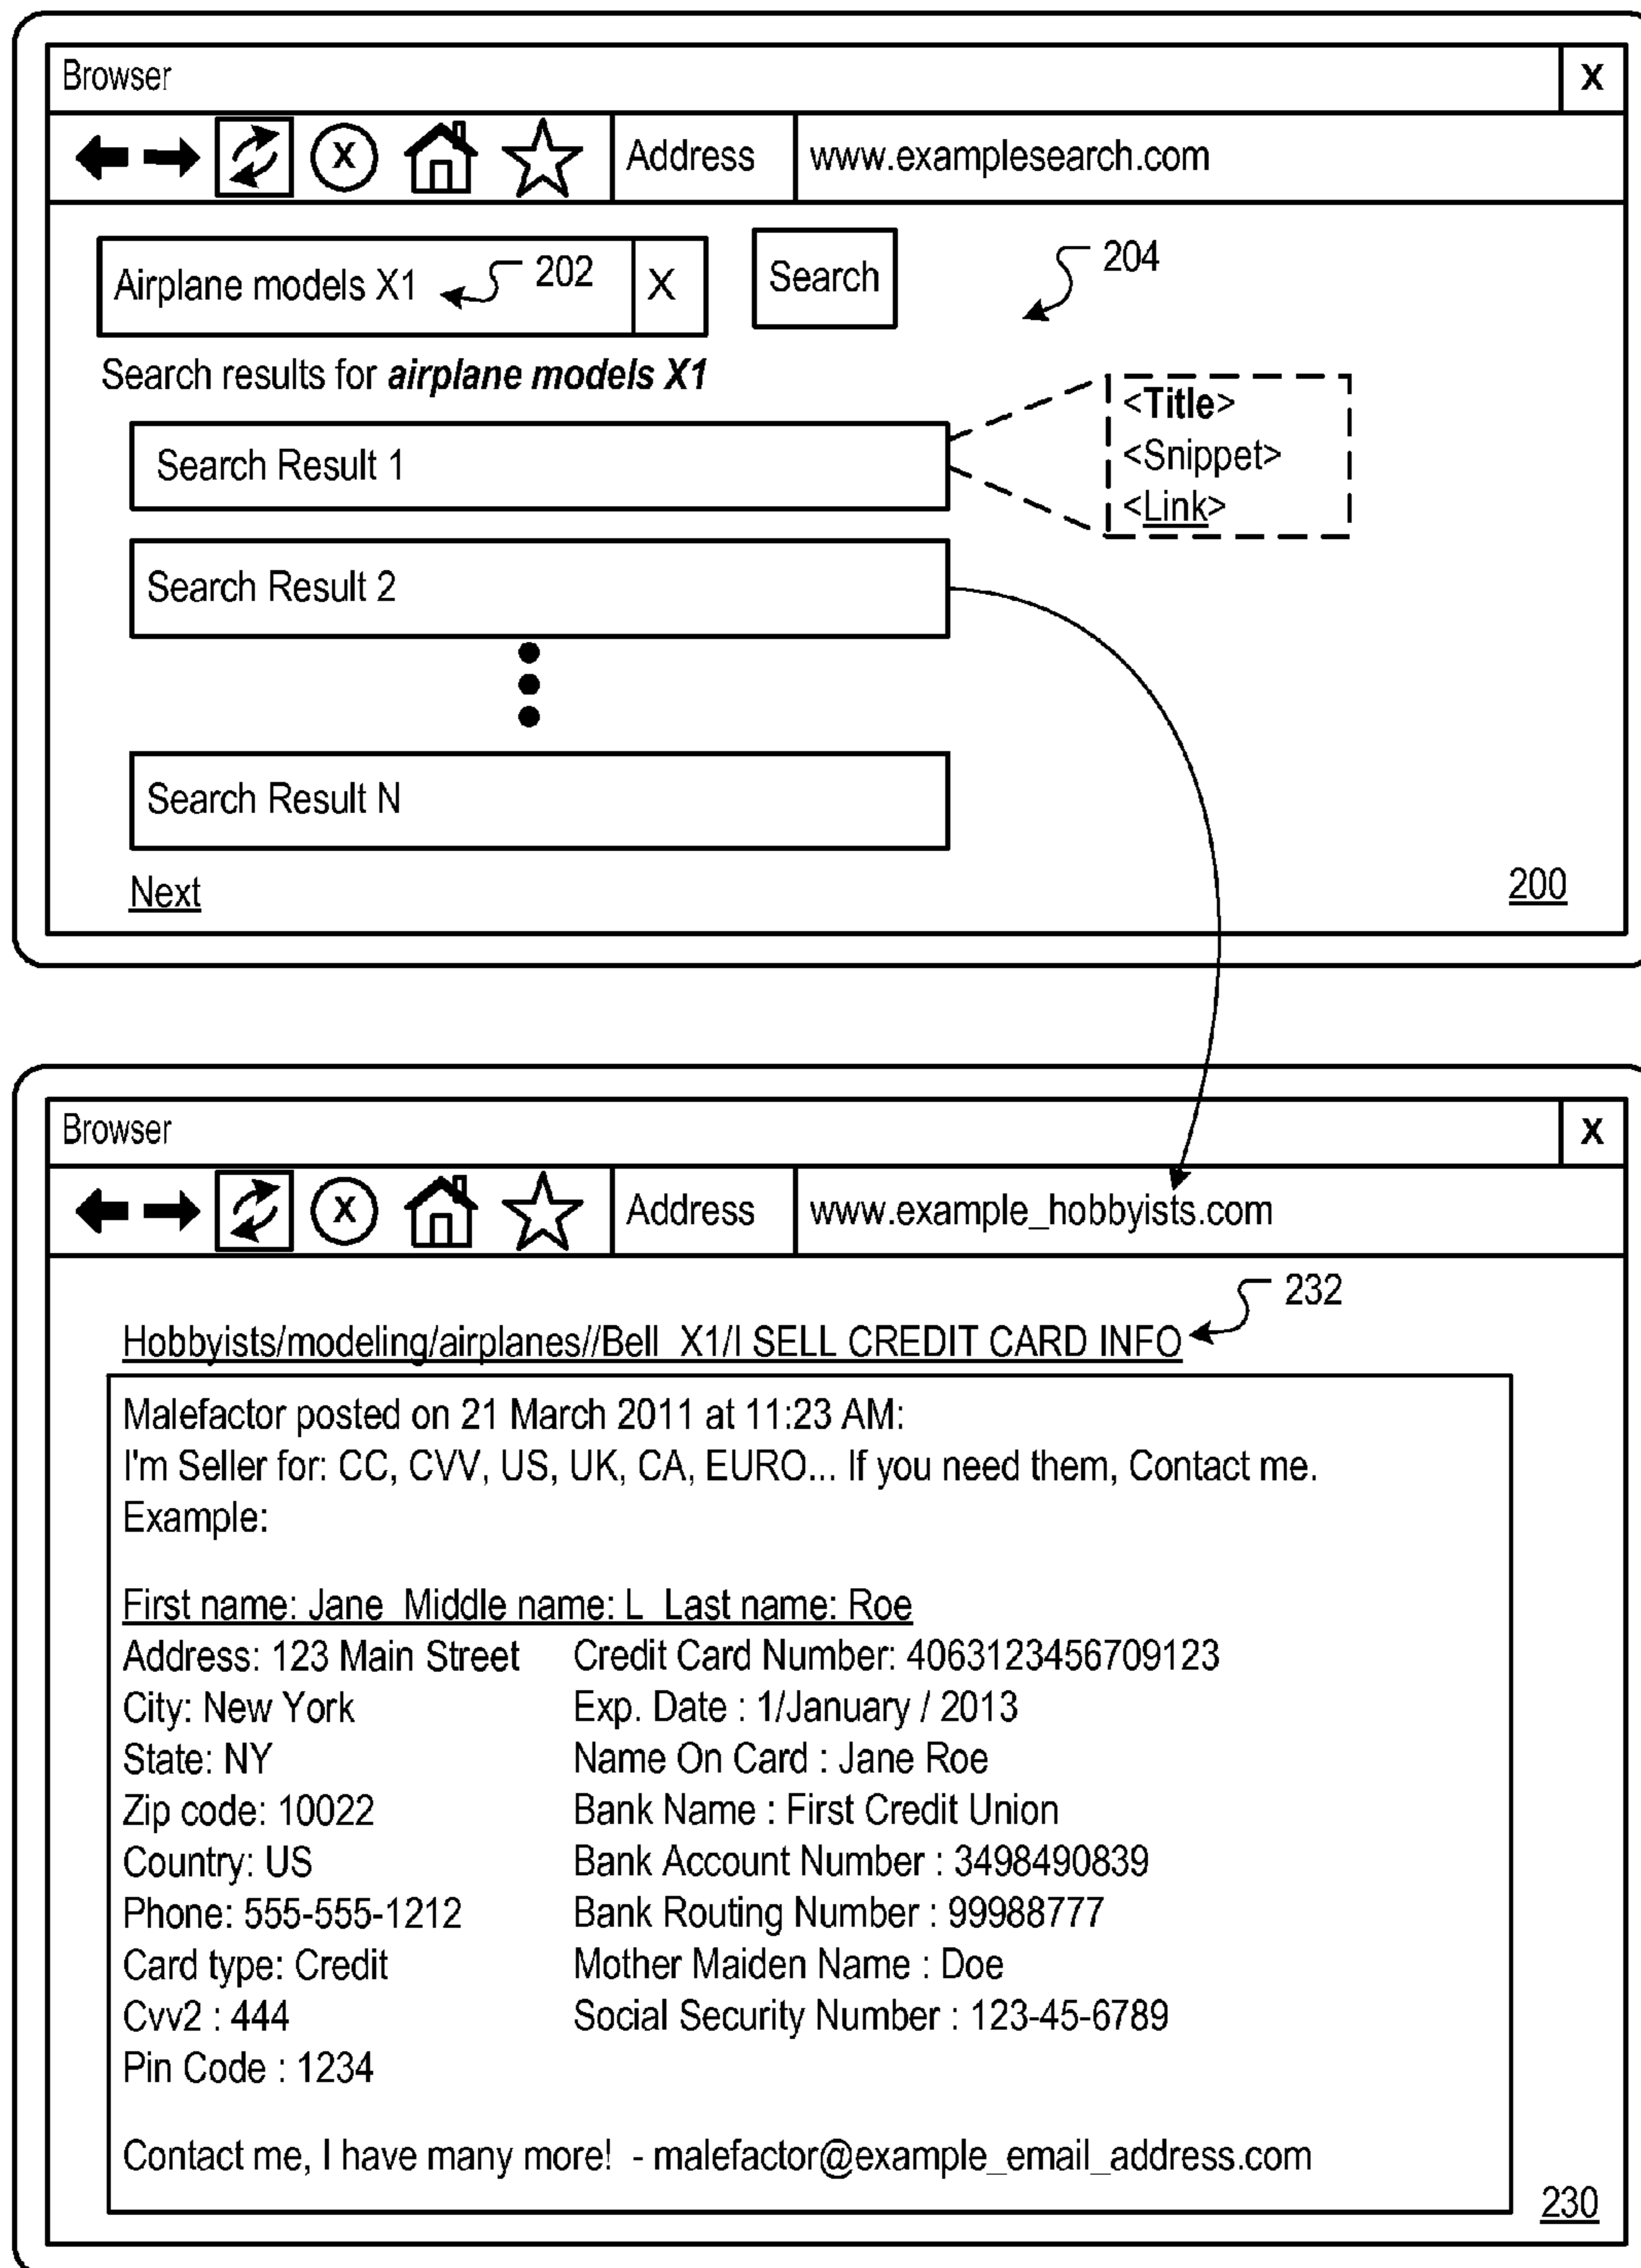 Browser X
X Address www.examplesearch.com
Airplane models X1 202 X Search 204
Search results for airplane models X1
Search Result 1
<Title>
<Snippet>
<Link>
Search Result 2
Search Result N
Next
200
Browser X
X Address www.example_hobbyists.com
232
Hobbyists/modeling/airplanes//Bell X1/I SELL CREDIT CARD INFO
Malefactor posted on 21 March 2011 at 11:23 AM:
I'm Seller for: CC, CVV, US, UK, CA, EURO... If you need them, Contact me.
Example:
First name: Jane Middle name: L Last name: Roe
Address: 123 Main Street Credit Card Number: 4063123456709123
City: New York Exp. Date : 1/January / 2013
State: NY Name On Card : Jane Roe
Zip code: 10022 Bank Name : First Credit Union
Country: US Bank Account Number : 3498490839
Phone: 555-555-1212 Bank Routing Number : 99988777
Card type: Credit Mother Maiden Name : Doe
Cvv2 : 444 Social Security Number : 123-45-6789
Pin Code : 1234
Contact me, I have many more! - malefactor@example_email_address.com
230